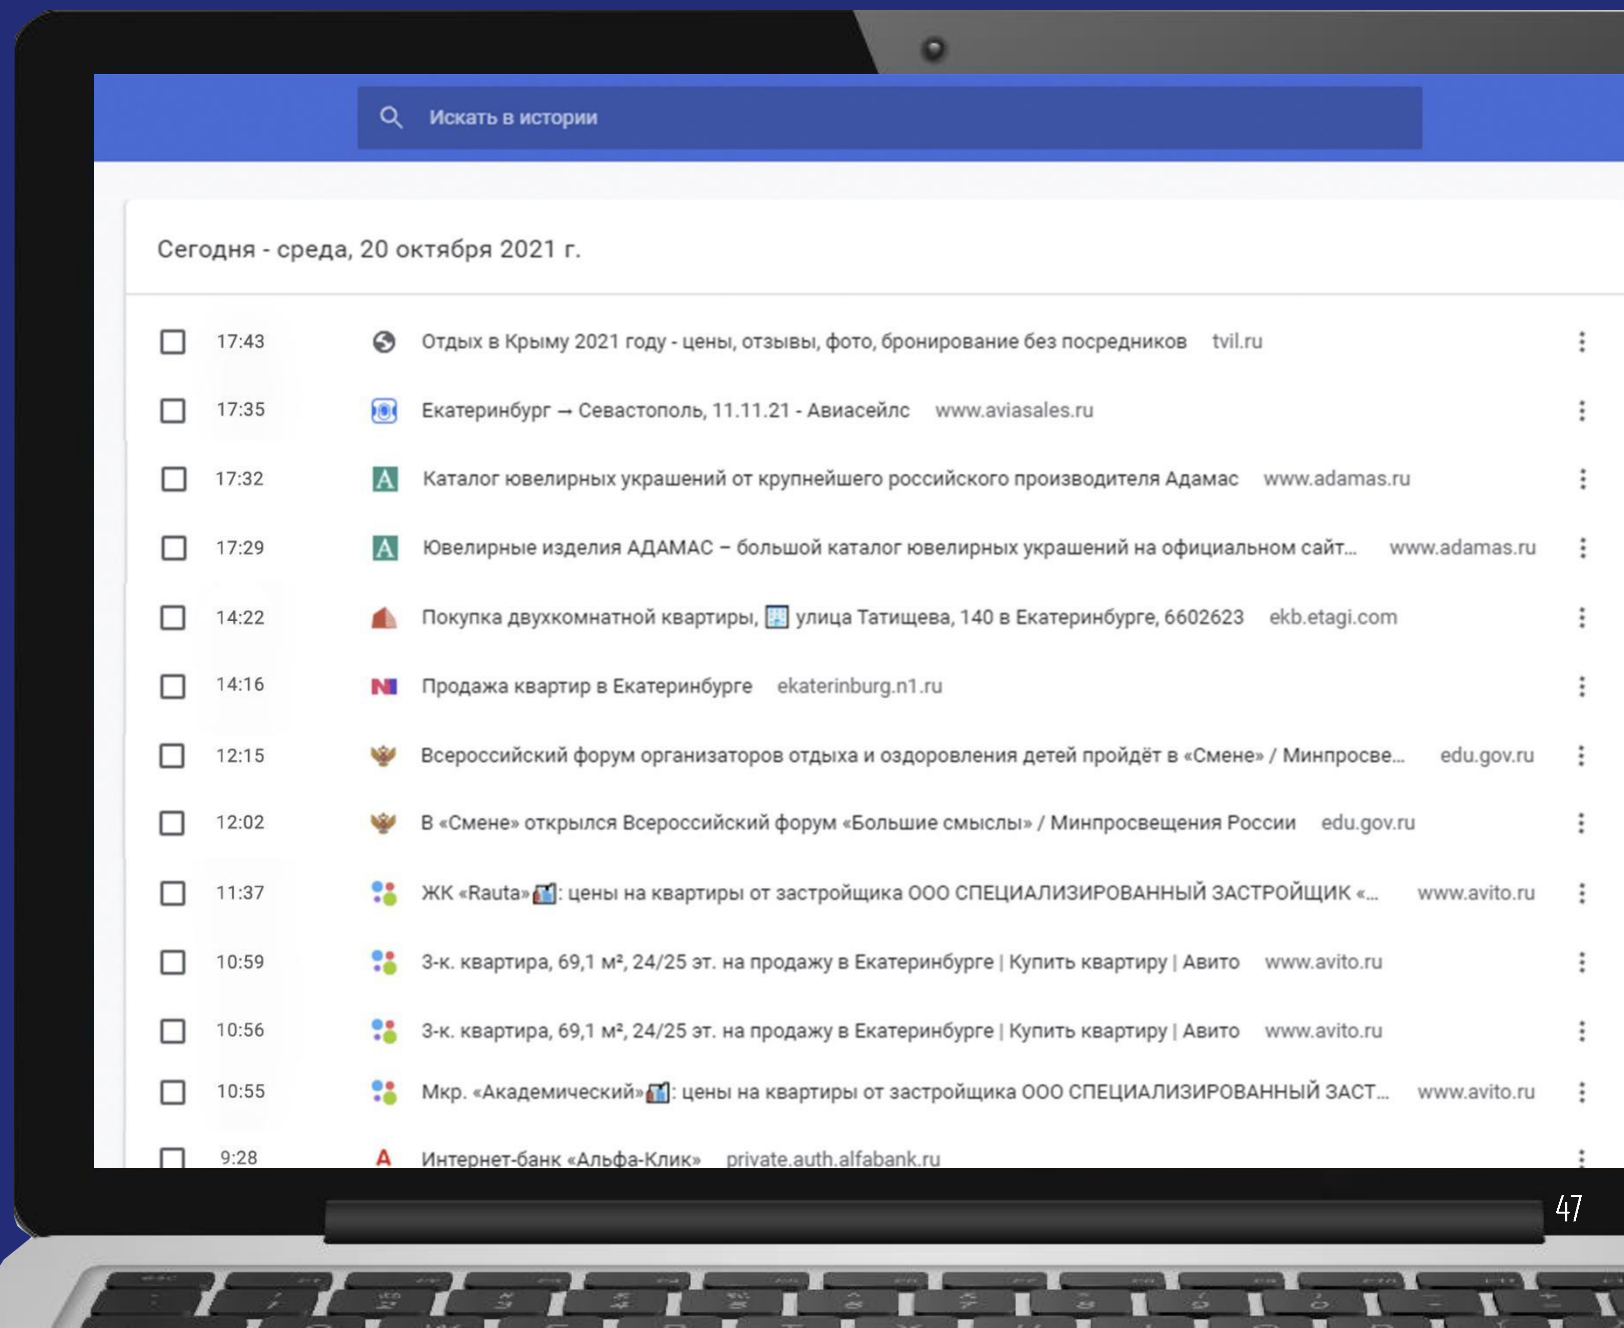 Искать в истории
Сегодня - среда, 20 октября 2021 г.
17:43 Отдых в Крыму 2021 году - цены, отзывы, фото, бронирование без посредников tvil.ru
17:35 Екатеринбург → Севастополь, 11.11.21 - Авиасейлс www.aviasales.ru
17:32 Каталог ювелирных украшений от крупнейшего российского производителя Адамас www.adamas.ru
17:29 Ювелирные изделия АДАМАС – большой каталог ювелирных украшений на официальном сайт... www.adamas.ru
14:22 Покупка двухкомнатной квартиры, улица Татищева, 140 в Екатеринбурге, 6602623 ekb.etagi.com
14:16 Продажа квартир в Екатеринбурге ekaterinburg.n1.ru
12:15 Всероссийский форум организаторов отдыха и оздоровления детей пройдёт в «Смене» / Минпросве... edu.gov.ru
12:02 В «Смене» открылся Всероссийский форум «Большие смыслы» / Минпросвещения России edu.gov.ru
11:37 ЖК «Rauta»: цены на квартиры от застройщика ООО СПЕЦИАЛИЗИРОВАННЫЙ ЗАСТРОЙЩИК «... www.avito.ru
10:59 3-к. квартира, 69,1 м², 24/25 эт. на продажу в Екатеринбурге | Купить квартиру | Авито www.avito.ru
10:56 3-к. квартира, 69,1 м², 24/25 эт. на продажу в Екатеринбурге | Купить квартиру | Авито www.avito.ru
10:55 Мкр. «Академический»: цены на квартиры от застройщика ООО СПЕЦИАЛИЗИРОВАННЫЙ ЗАСТ... www.avito.ru
9:28 Интернет-банк «Альфа-Клик» private.auth.alfabank.ru
47